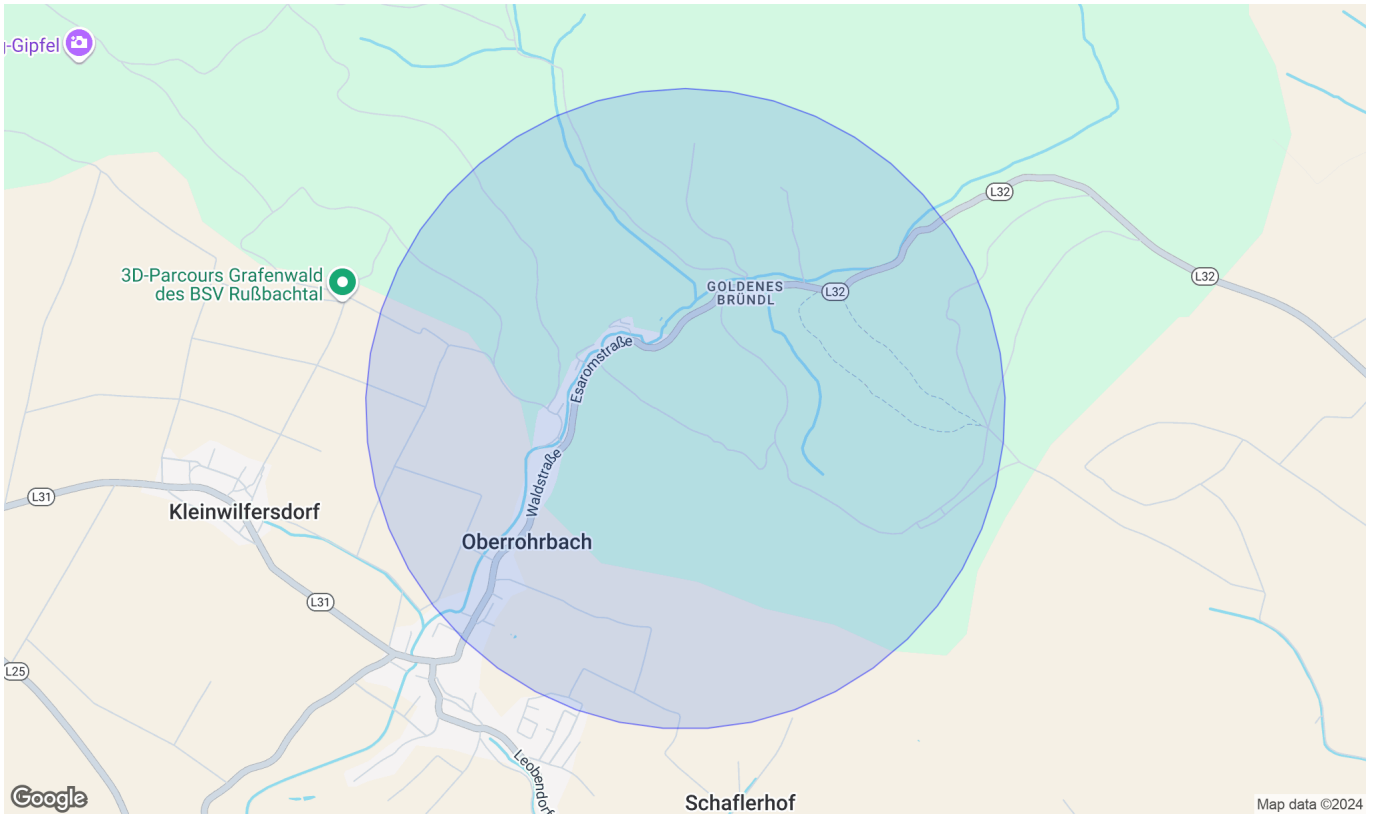 -Gipfel
L32
3D-Parcours Grafenwald
des BSV Rußbachtal
L32
GOLDENES
BRÜNDL
L32
Esaromstraße
Waldstraße
L31
Kleinwilfersdorf
Oberrohrbach
L31
L25
Leobendorf
Schaflerhof
Google
Map data ©2024